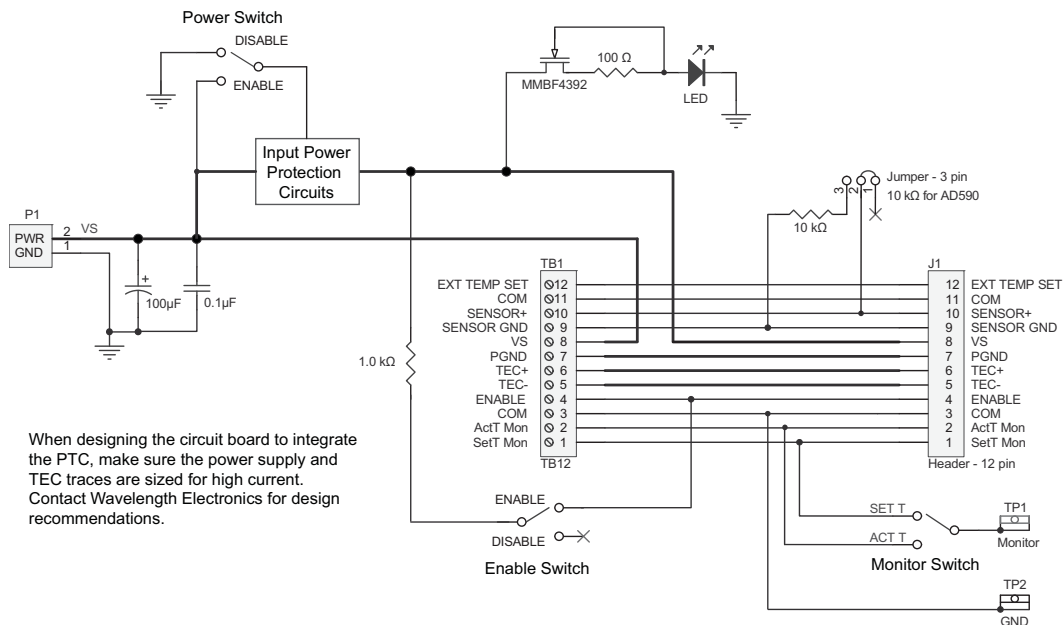 Power Switch
DISABLE
ENABLE
Input Power
Protection
Circuits
MMBF4392
100 Ω
LED
3
2
1
Jumper - 3 pin
10 kΩ for AD590
10 kΩ
P1
PWR 2 VS
GND 1
+
100µF
0.1µF
1.0 kΩ
TB1
EXT TEMP SET 12
COM 11
SENSOR+ 10
SENSOR GND 9
VS 8
PGND 7
TEC+ 6
TEC- 5
ENABLE 4
COM 3
ActT Mon 2
SetT Mon 1
TB12
J1
12 EXT TEMP SET
11 COM
10 SENSOR+
9 SENSOR GND
8 VS
7 PGND
6 TEC+
5 TEC-
4 ENABLE
3 COM
2 ActT Mon
1 SetT Mon
Header - 12 pin
When designing the circuit board to integrate
the PTC, make sure the power supply and
TEC traces are sized for high current.
Contact Wavelength Electronics for design
recommendations.
ENABLE
DISABLE
Enable Switch
SET T
ACT T
Monitor Switch
TP1
Monitor
TP2
GND